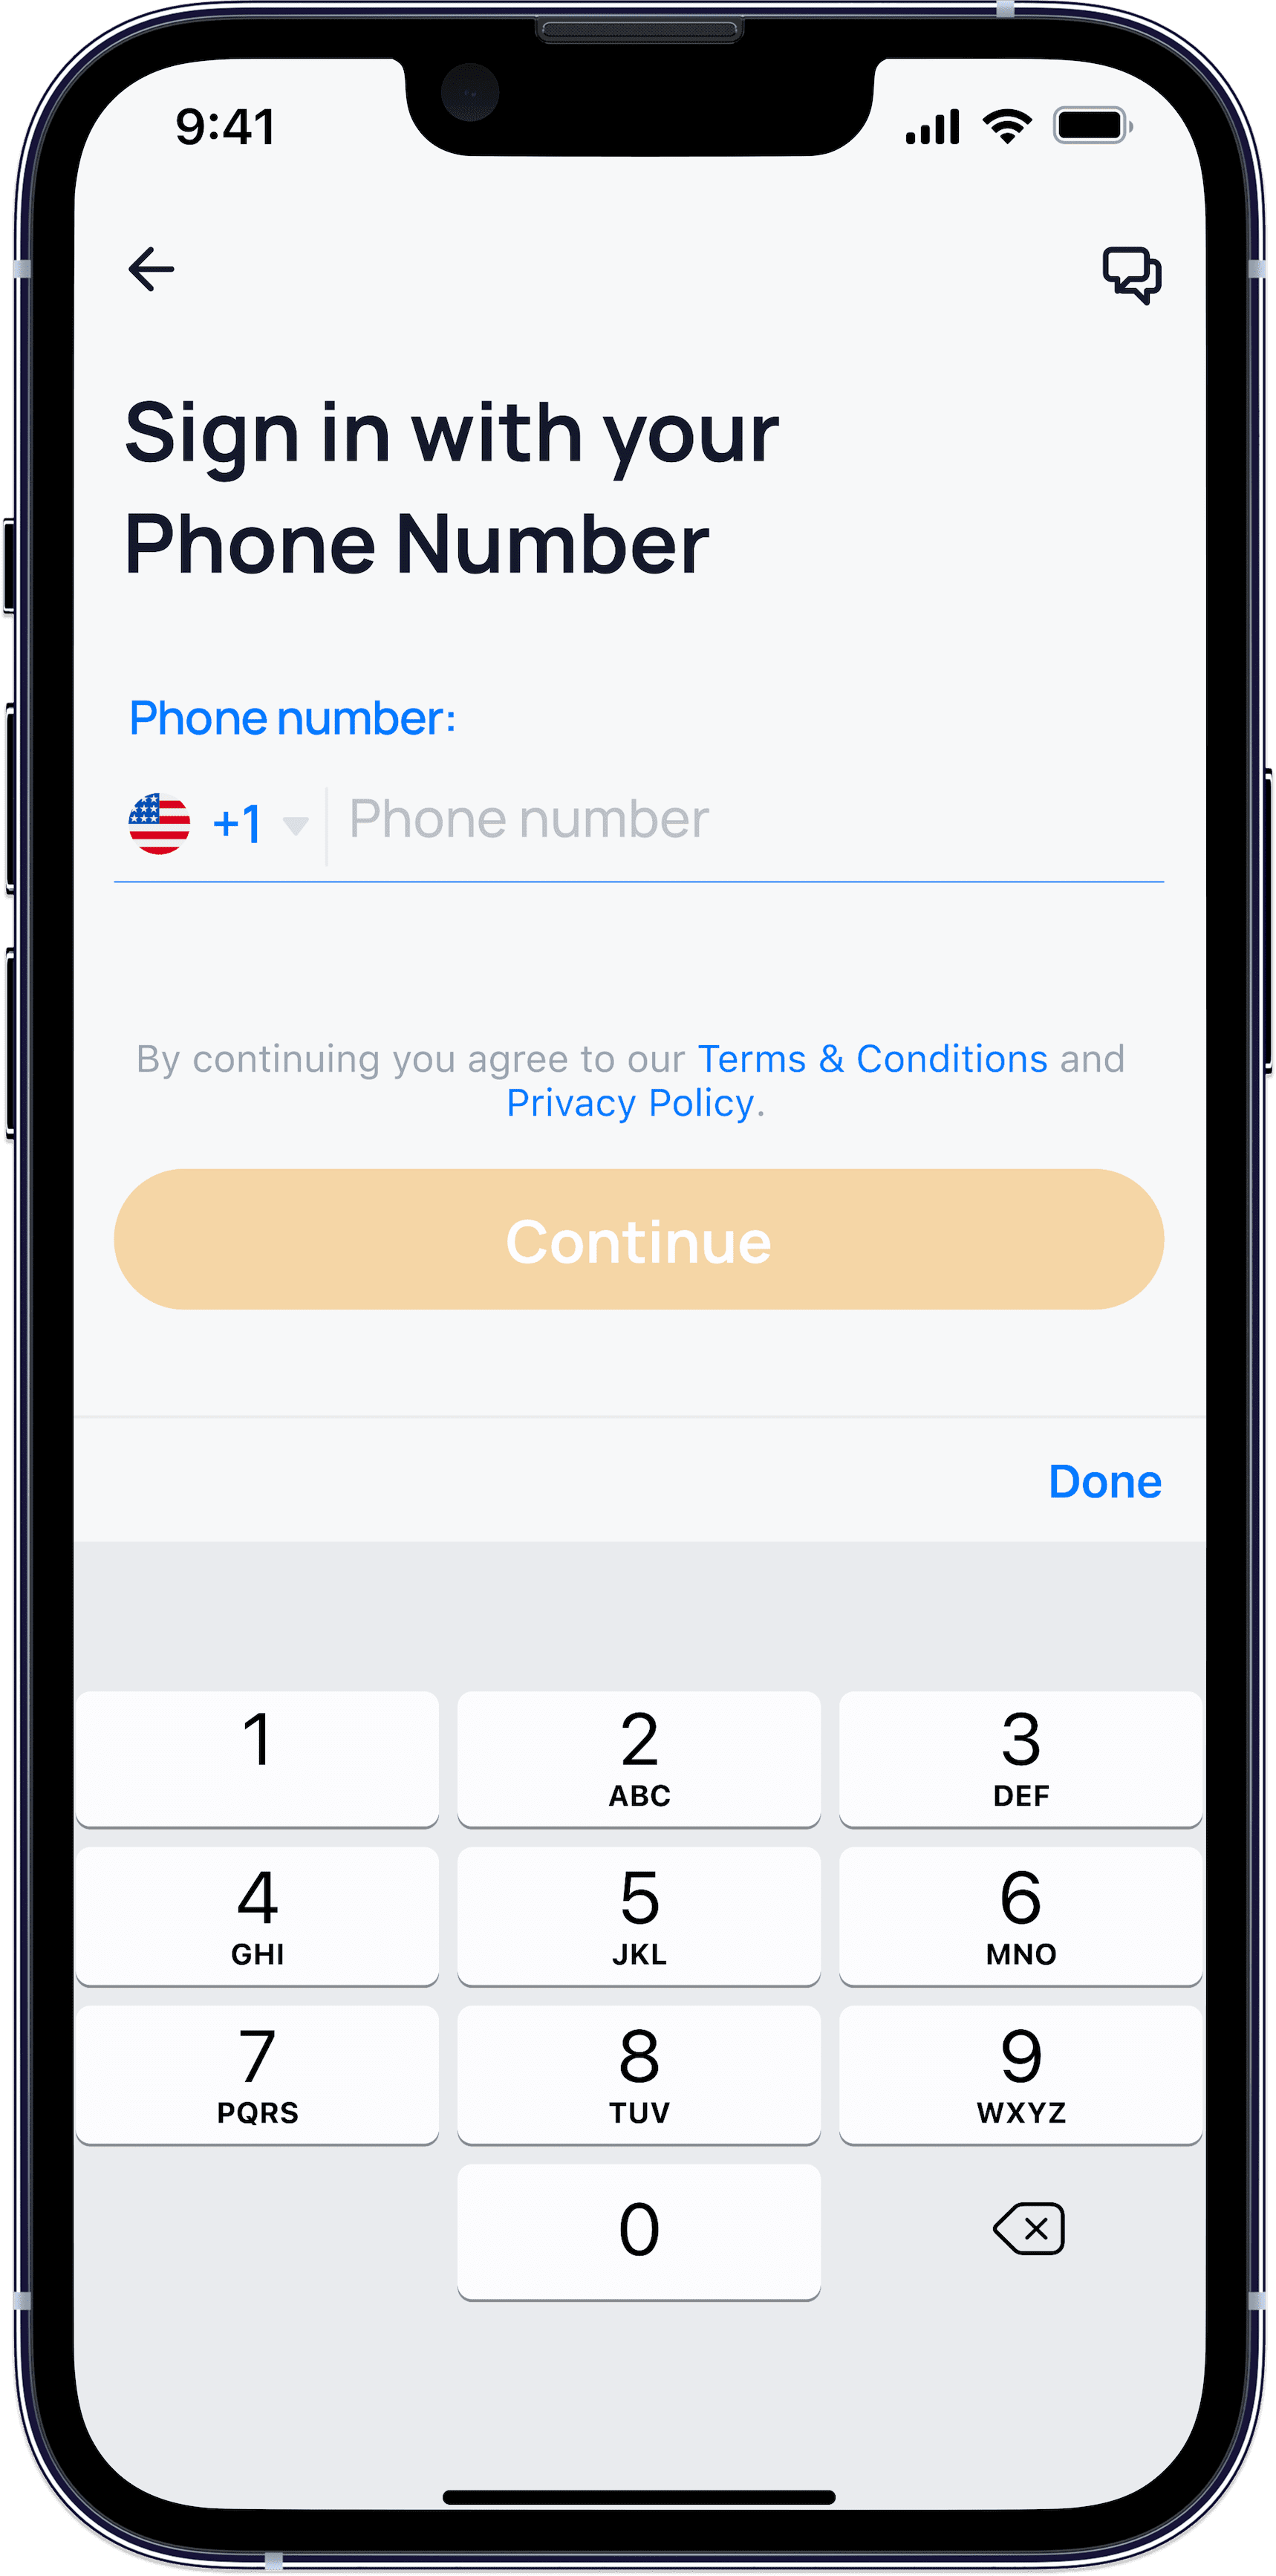 9:41
Sign in with your
Phone Number
Phone number:
+1 Phone number
By continuing you agree to our Terms & Conditions and
Privacy Policy.
Continue
Done
1 2 3
ABC DEF
4 5 6
GHI JKL MNO
7 8 9
PQRS TUV WXYZ
0